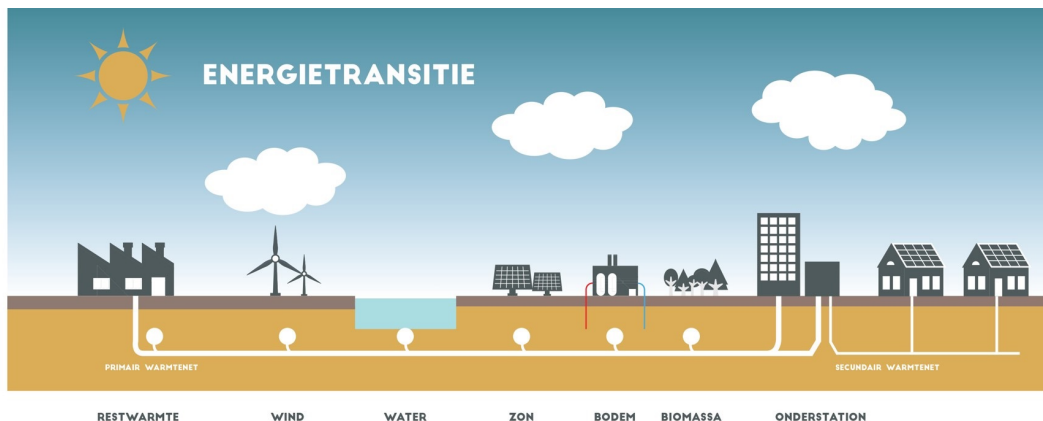 ENERGIETRANSITIE
PRIMAIR WARMTENET
SECUNDAIR WARMTENET
RESTWARMTE
WIND
WATER
ZON
BODEM
BIOMASSA
ONDERSTATION